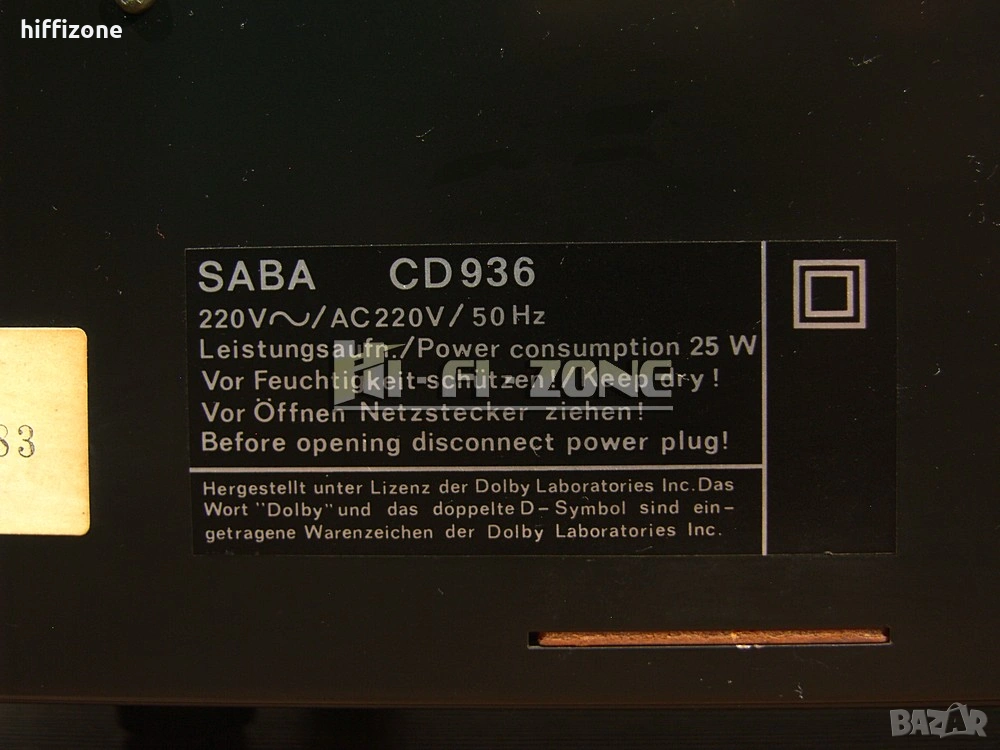 hiffizone
SABA CD936
220V~/AC220V/50Hz
Leistungsaufn./Power consumption 25 W
Vor Feuchtigkeit schützen!/Keep dry!
Vor Öffnen Netzstecker ziehen!
Before opening disconnect power plug!
HI-FI-ZONE
83
Hergestellt unter Lizenz der Dolby Laboratories Inc. Das
Wort "Dolby" und das doppelte D-Symbol sind ein-
getragene Warenzeichen der Dolby Laboratories Inc.
BAZAR